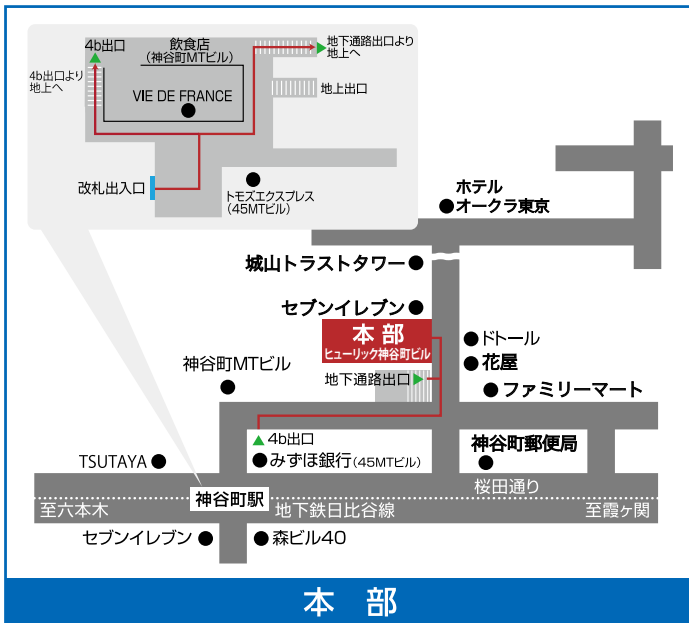 4b出口
飲食店
(神谷町MTビル)
地下通路出口より
地上へ
4b出口より
地上へ
VIE DE FRANCE
地上出口
改札出入口
トモズエクスプレス
(45MTビル)
ホテル
オークラ東京
城山トラストタワー
セブンイレブン
本部
ヒューリック神谷町ビル
ドトール
花屋
神谷町MTビル
地下通路出口
ファミリーマート
4b出口
みずほ銀行(45MTビル)
神谷町郵便局
TSUTAYA
桜田通り
神谷町駅
至六本木
地下鉄日比谷線
至霞ヶ関
セブンイレブン
森ビル40
本部